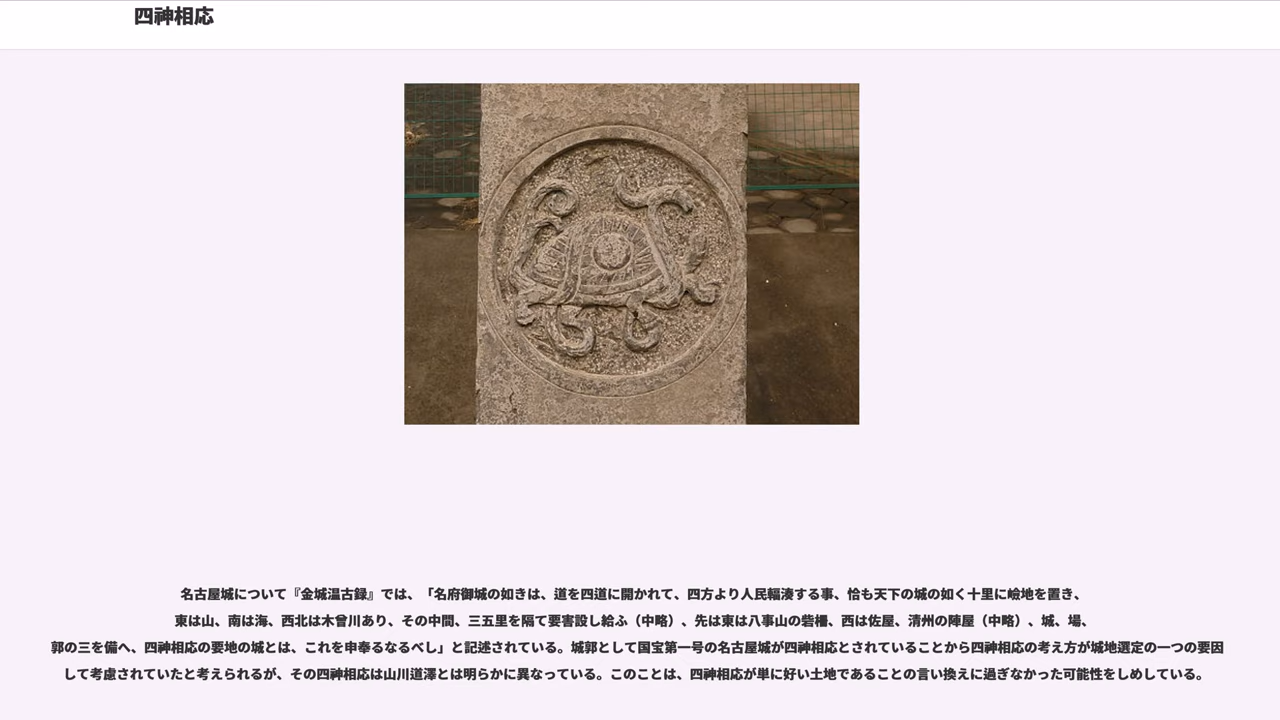 四神相応
名古屋城について『金城温古録』では、「名府御城の如きは、道を四道に開かれて、四方より人民輻湊する事、恰も天下の城の如く十里に嶮地を置き、
東は山、南は海、西北は木曾川あり、その中間、三五里を隔て要害設し給ふ（中略）、先は東は八事山の砦柵、西は佐屋、清州の陣屋（中略）、城、場、
郭の三を備へ、四神相応の要地の城とは、これを申奉るなるべし」と記述されている。城郭として国宝第一号の名古屋城が四神相応とされていることから四神相応の考え方が城地選定の一つの要因
して考慮されていたと考えられるが、その四神相応は山川道澤とは明らかに異なっている。このことは、四神相応が単に好い土地であることの言い換えに過ぎなかった可能性をしめしている。